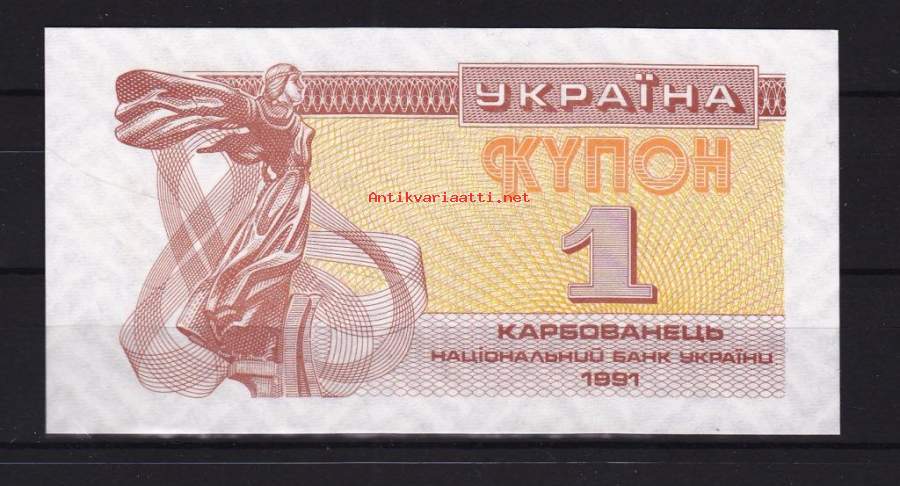 УКРАЇНА
КУПОН
Antikvariaatti.net
1
КАРБОВАНЕЦЬ
НАЦІОНАЛЬНИЙ БАНК УКРАЇНИ
1991